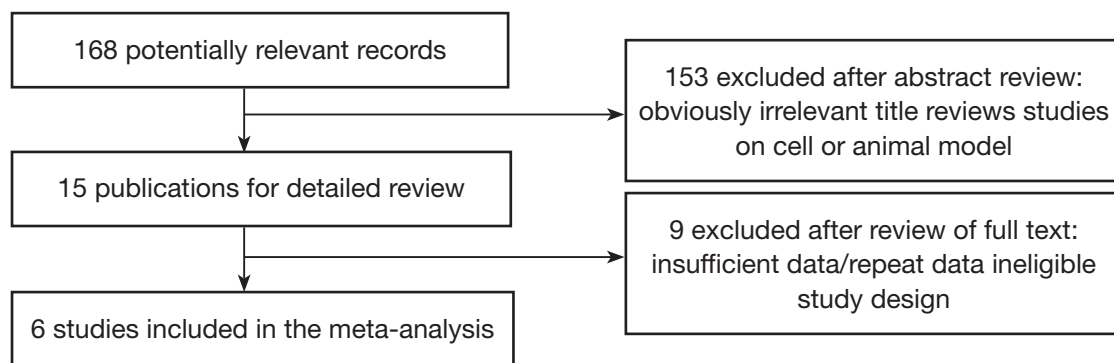 168 potentially relevant records
153 excluded after abstract review:
obviously irrelevant title reviews studies
on cell or animal model
15 publications for detailed review
9 excluded after review of full text:
insufficient data/repeat data ineligible
study design
6 studies included in the meta-analysis